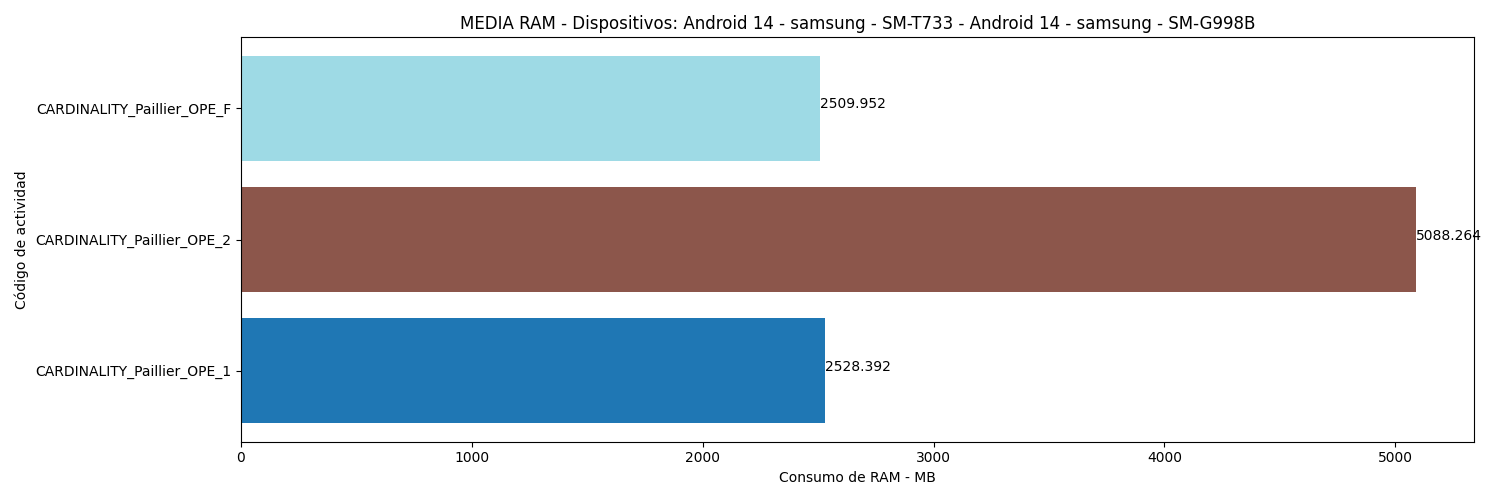 MEDIA RAM - Dispositivos: Android 14 - samsung - SM-T733 - Android 14 - samsung - SM-G998B
CARDINALITY_Paillier_OPE_F
2509.952
CARDINALITY_Paillier_OPE_2
5088.264
CARDINALITY_Paillier_OPE_1
2528.392
Código de actividad
0 1000 2000 3000 4000 5000
Consumo de RAM - MB